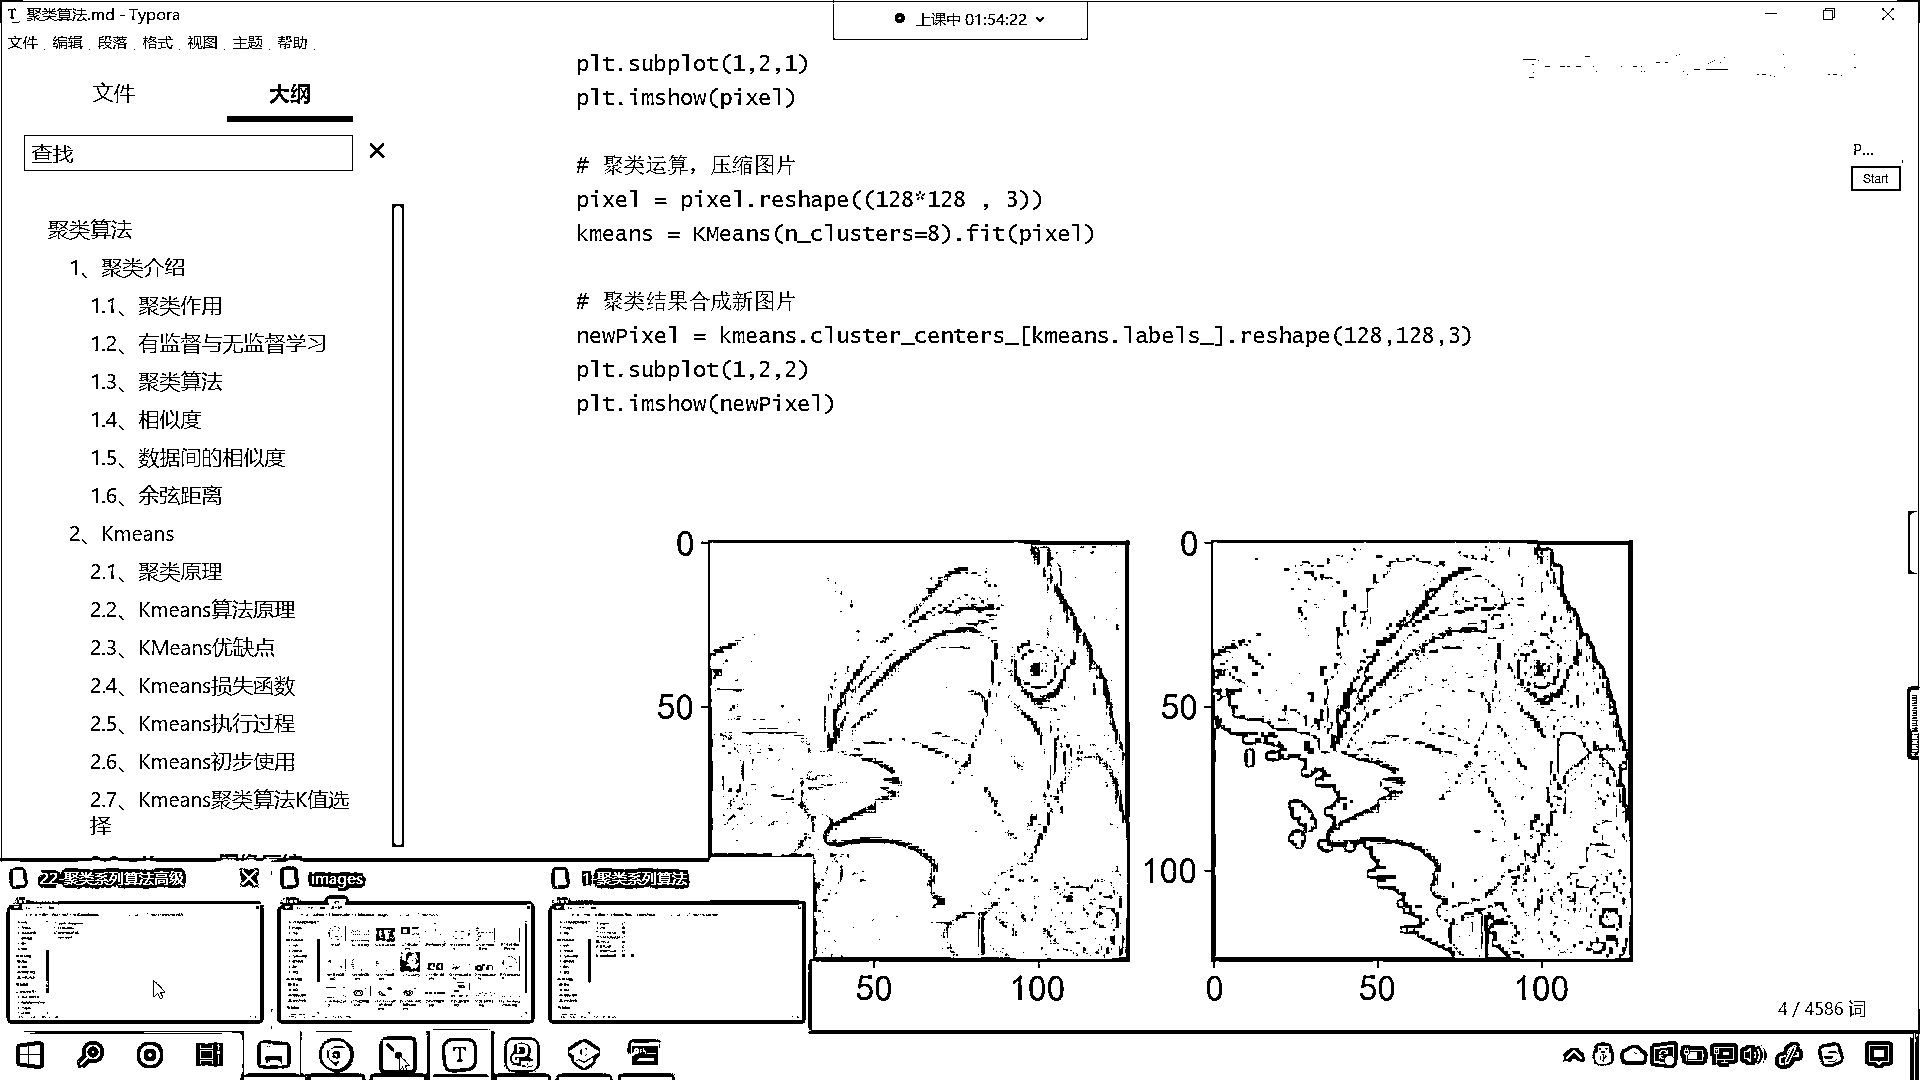 聚类算法.md - Typora
上课中 01:54:22
文件 编辑 段落 格式 视图 主题 帮助
文件 大纲
查找
聚类算法
1、聚类介绍
1.1、聚类作用
1.2、有监督与无监督学习
1.3、聚类算法
1.4、相似度
1.5、数据间的相似度
1.6、余弦距离
2、Kmeans
2.1、聚类原理
2.2、Kmeans算法原理
2.3、KMeans优缺点
2.4、Kmeans损失函数
2.5、Kmeans执行过程
2.6、Kmeans初步使用
2.7、Kmeans聚类算法K值选
择
plt.subplot(1,2,1)
plt.imshow(pixel)
# 聚类运算，压缩图片
pixel = pixel.reshape((128*128 , 3))
kmeans = KMeans(n_clusters=8).fit(pixel)
# 聚类结果合成新图片
newPixel = kmeans.cluster_centers_[kmeans.labels_].reshape(128,128,3)
plt.subplot(1,2,2)
plt.imshow(newPixel)
P...
Start
0
50
50 100
0
50
100
0 50 100
22-聚类系列算法高级
images
1-聚类系列算法
4 / 4586 词